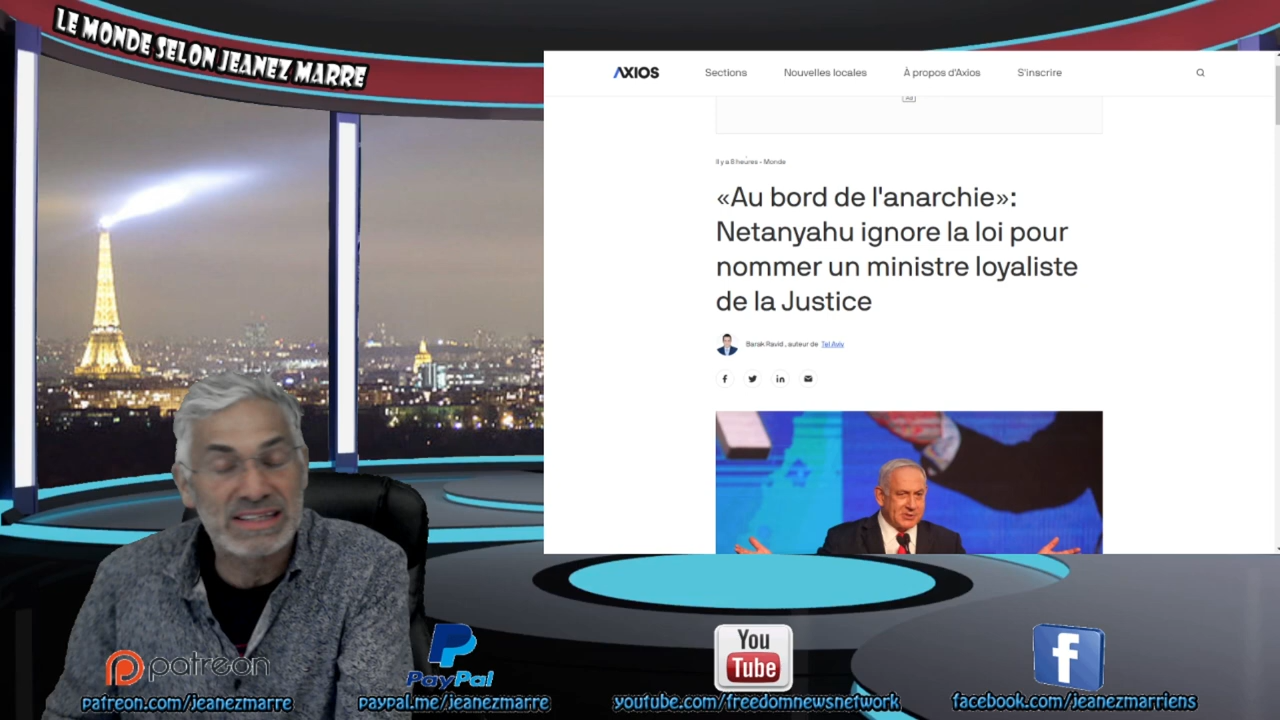 LE MONDE SELON JEANEZ MARRE
AXIOS
Sections
Nouvelles locales
À propos d'Axios
S'inscrire
Ad
Il y a 8 heures - Monde
«Au bord de l'anarchie»:
Netanyahu ignore la loi pour
nommer un ministre loyaliste
de la Justice
Barak Ravid , auteur de Tel Aviv
patreon
patreon.com/jeanezmarre
PayPal
paypal.me/jeanezmarre
You
Tube
youtube.com/freedomnewsnetwork
facebook.com/jeanezmarriens